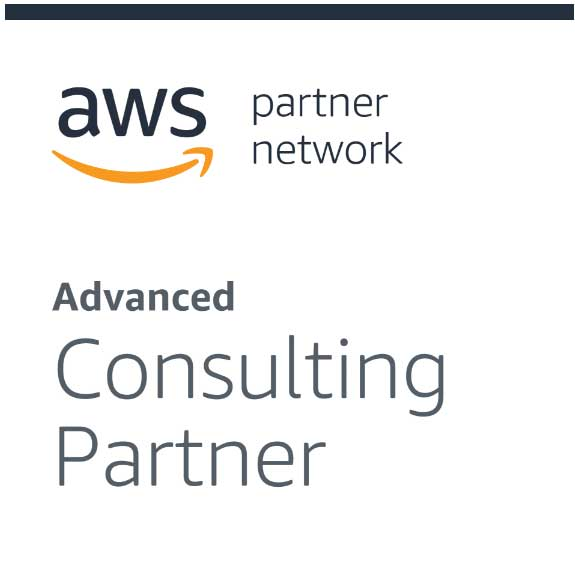 aws
partner
network
Advanced
Consulting
Partner